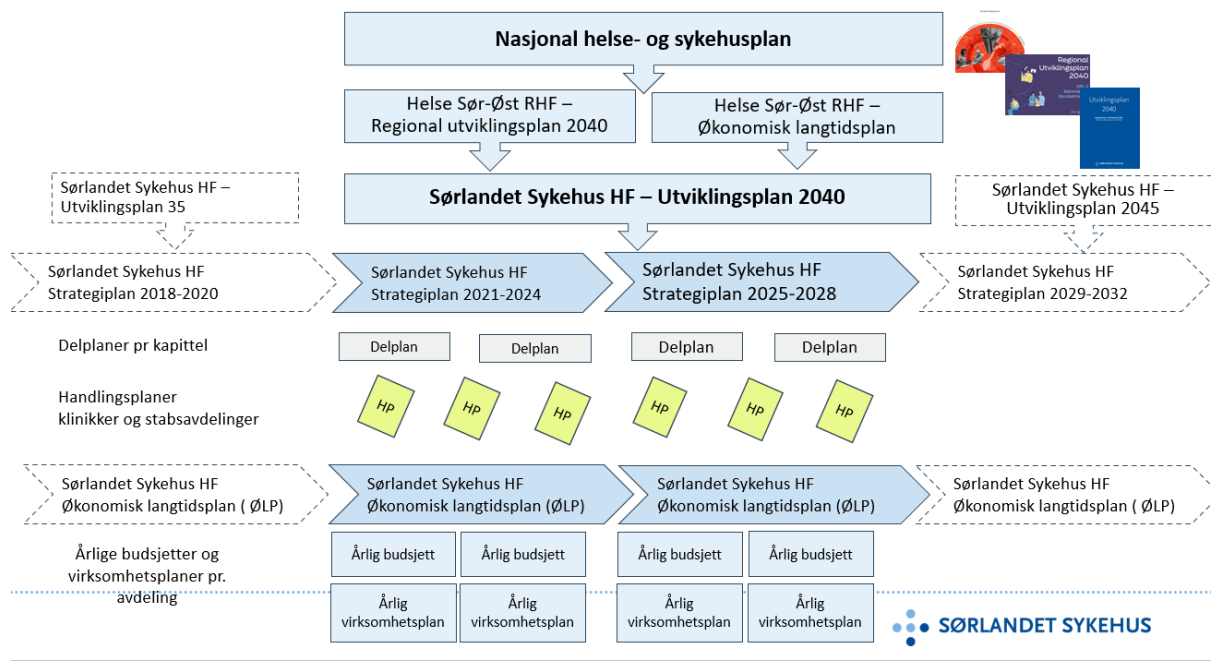 Nasjonal helse- og sykehusplan
Regional
Utviklingsplan
2040
Utviklingsplan
2040
SØRLANDET SYKEHUS
Helse Sør-Øst RHF –
Regional utviklingsplan 2040
Helse Sør-Øst RHF –
Økonomisk langtidsplan
Sørlandet Sykehus HF –
Utviklingsplan 35
Sørlandet Sykehus HF – Utviklingsplan 2040
Sørlandet Sykehus HF –
Utviklingsplan 2045
Sørlandet Sykehus HF
Strategiplan 2018-2020
Sørlandet Sykehus HF
Strategiplan 2021-2024
Sørlandet Sykehus HF
Strategiplan 2025-2028
Sørlandet Sykehus HF
Strategiplan 2029-2032
Delplaner pr kapittel
Delplan
Delplan
Delplan
Delplan
Handlingsplaner
klinikker og stabsavdelinger
HP
HP
HP
HP
HP
HP
Sørlandet Sykehus HF
Økonomisk langtidsplan ( ØLP)
Sørlandet Sykehus HF
Økonomisk langtidsplan (ØLP)
Sørlandet Sykehus HF
Økonomisk langtidsplan (ØLP)
Sørlandet Sykehus HF
Økonomisk langtidsplan ( ØLP)
Årlige budsjetter og
virksomhetsplaner pr.
avdeling
Årlig budsjett
Årlig budsjett
Årlig budsjett
Årlig budsjett
Årlig
virksomhetsplan
Årlig
virksomhetsplan
Årlig
virksomhetsplan
Årlig
virksomhetsplan
SØRLANDET SYKEHUS